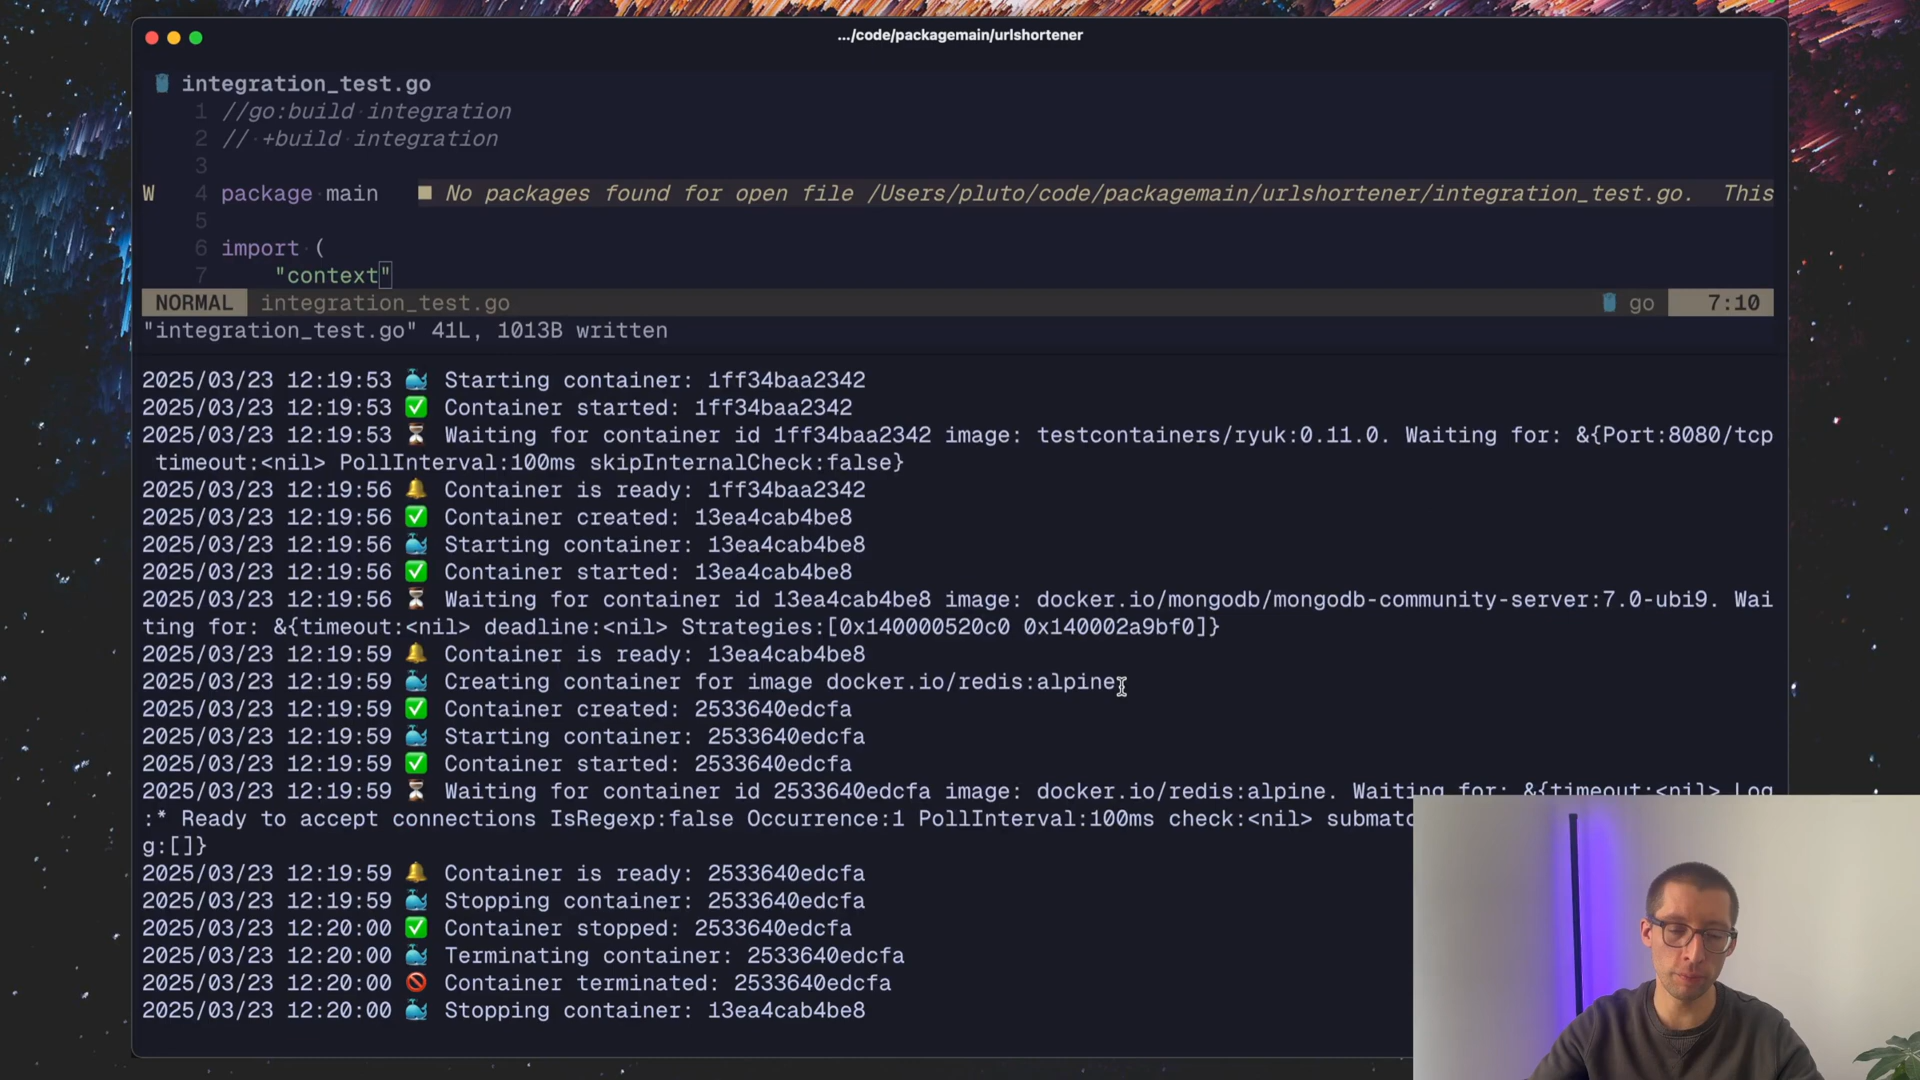 .../code/packagemain/urlshortener
integration_test.go
1 //go:build integration
2 // +build integration
3
W 4 package main ■ No packages found for open file /Users/pluto/code/packagemain/urlshortener/integration_test.go. This
5
6 import (
7 "context"
NORMAL integration_test.go go 7:10
"integration_test.go" 41L, 1013B written
2025/03/23 12:19:53 🐳 Starting container: 1ff34baa2342
2025/03/23 12:19:53 ✅ Container started: 1ff34baa2342
2025/03/23 12:19:53 ⏳ Waiting for container id 1ff34baa2342 image: testcontainers/ryuk:0.11.0. Waiting for: &{Port:8080/tcp
timeout:<nil> PollInterval:100ms skipInternalCheck:false}
2025/03/23 12:19:56 🔔 Container is ready: 1ff34baa2342
2025/03/23 12:19:56 ✅ Container created: 13ea4cab4be8
2025/03/23 12:19:56 🐳 Starting container: 13ea4cab4be8
2025/03/23 12:19:56 ✅ Container started: 13ea4cab4be8
2025/03/23 12:19:56 ⏳ Waiting for container id 13ea4cab4be8 image: docker.io/mongodb/mongodb-community-server:7.0-ubi9. Wai
ting for: &{timeout:<nil> deadline:<nil> Strategies:[0x140000520c0 0x140002a9bf0]}
2025/03/23 12:19:59 🔔 Container is ready: 13ea4cab4be8
2025/03/23 12:19:59 🐳 Creating container for image docker.io/redis:alpine
2025/03/23 12:19:59 ✅ Container created: 2533640edcfa
2025/03/23 12:19:59 🐳 Starting container: 2533640edcfa
2025/03/23 12:19:59 ✅ Container started: 2533640edcfa
2025/03/23 12:19:59 ⏳ Waiting for container id 2533640edcfa image: docker.io/redis:alpine. Waiting for: &{timeout:<nil> Log
:* Ready to accept connections IsRegexp:false Occurrence:1 PollInterval:100ms check:<nil> submatc
g:[]}
2025/03/23 12:19:59 🔔 Container is ready: 2533640edcfa
2025/03/23 12:19:59 🐳 Stopping container: 2533640edcfa
2025/03/23 12:20:00 ✅ Container stopped: 2533640edcfa
2025/03/23 12:20:00 🐳 Terminating container: 2533640edcfa
2025/03/23 12:20:00 🚫 Container terminated: 2533640edcfa
2025/03/23 12:20:00 🐳 Stopping container: 13ea4cab4be8